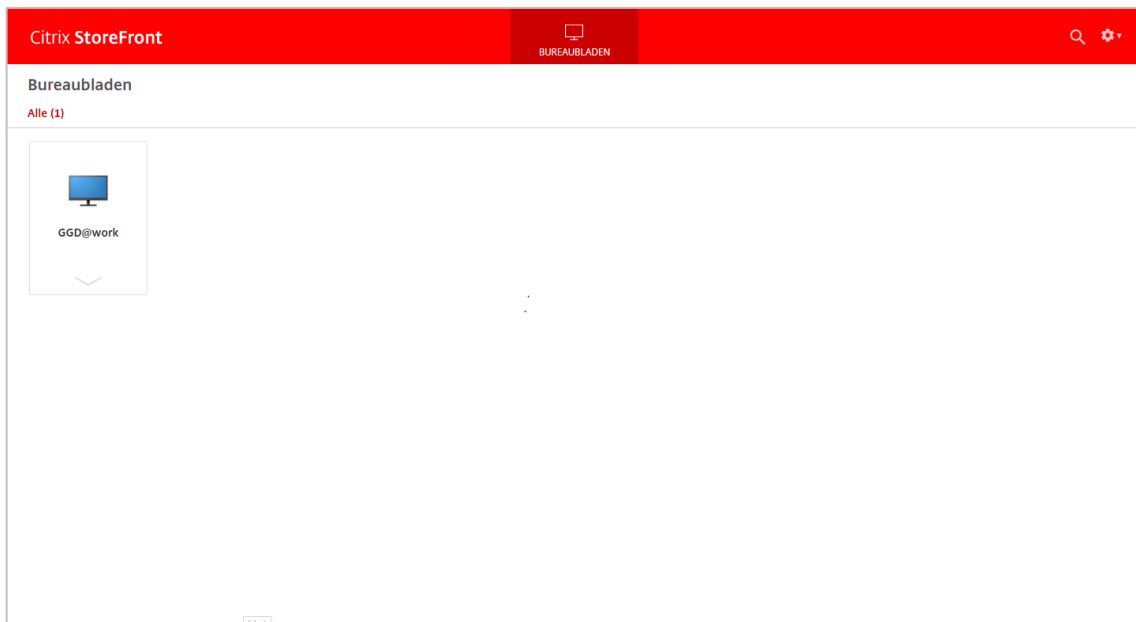 Citrix StoreFront
BUREAUBLADEN
Bureaubladen
Alle (1)
GGD@work